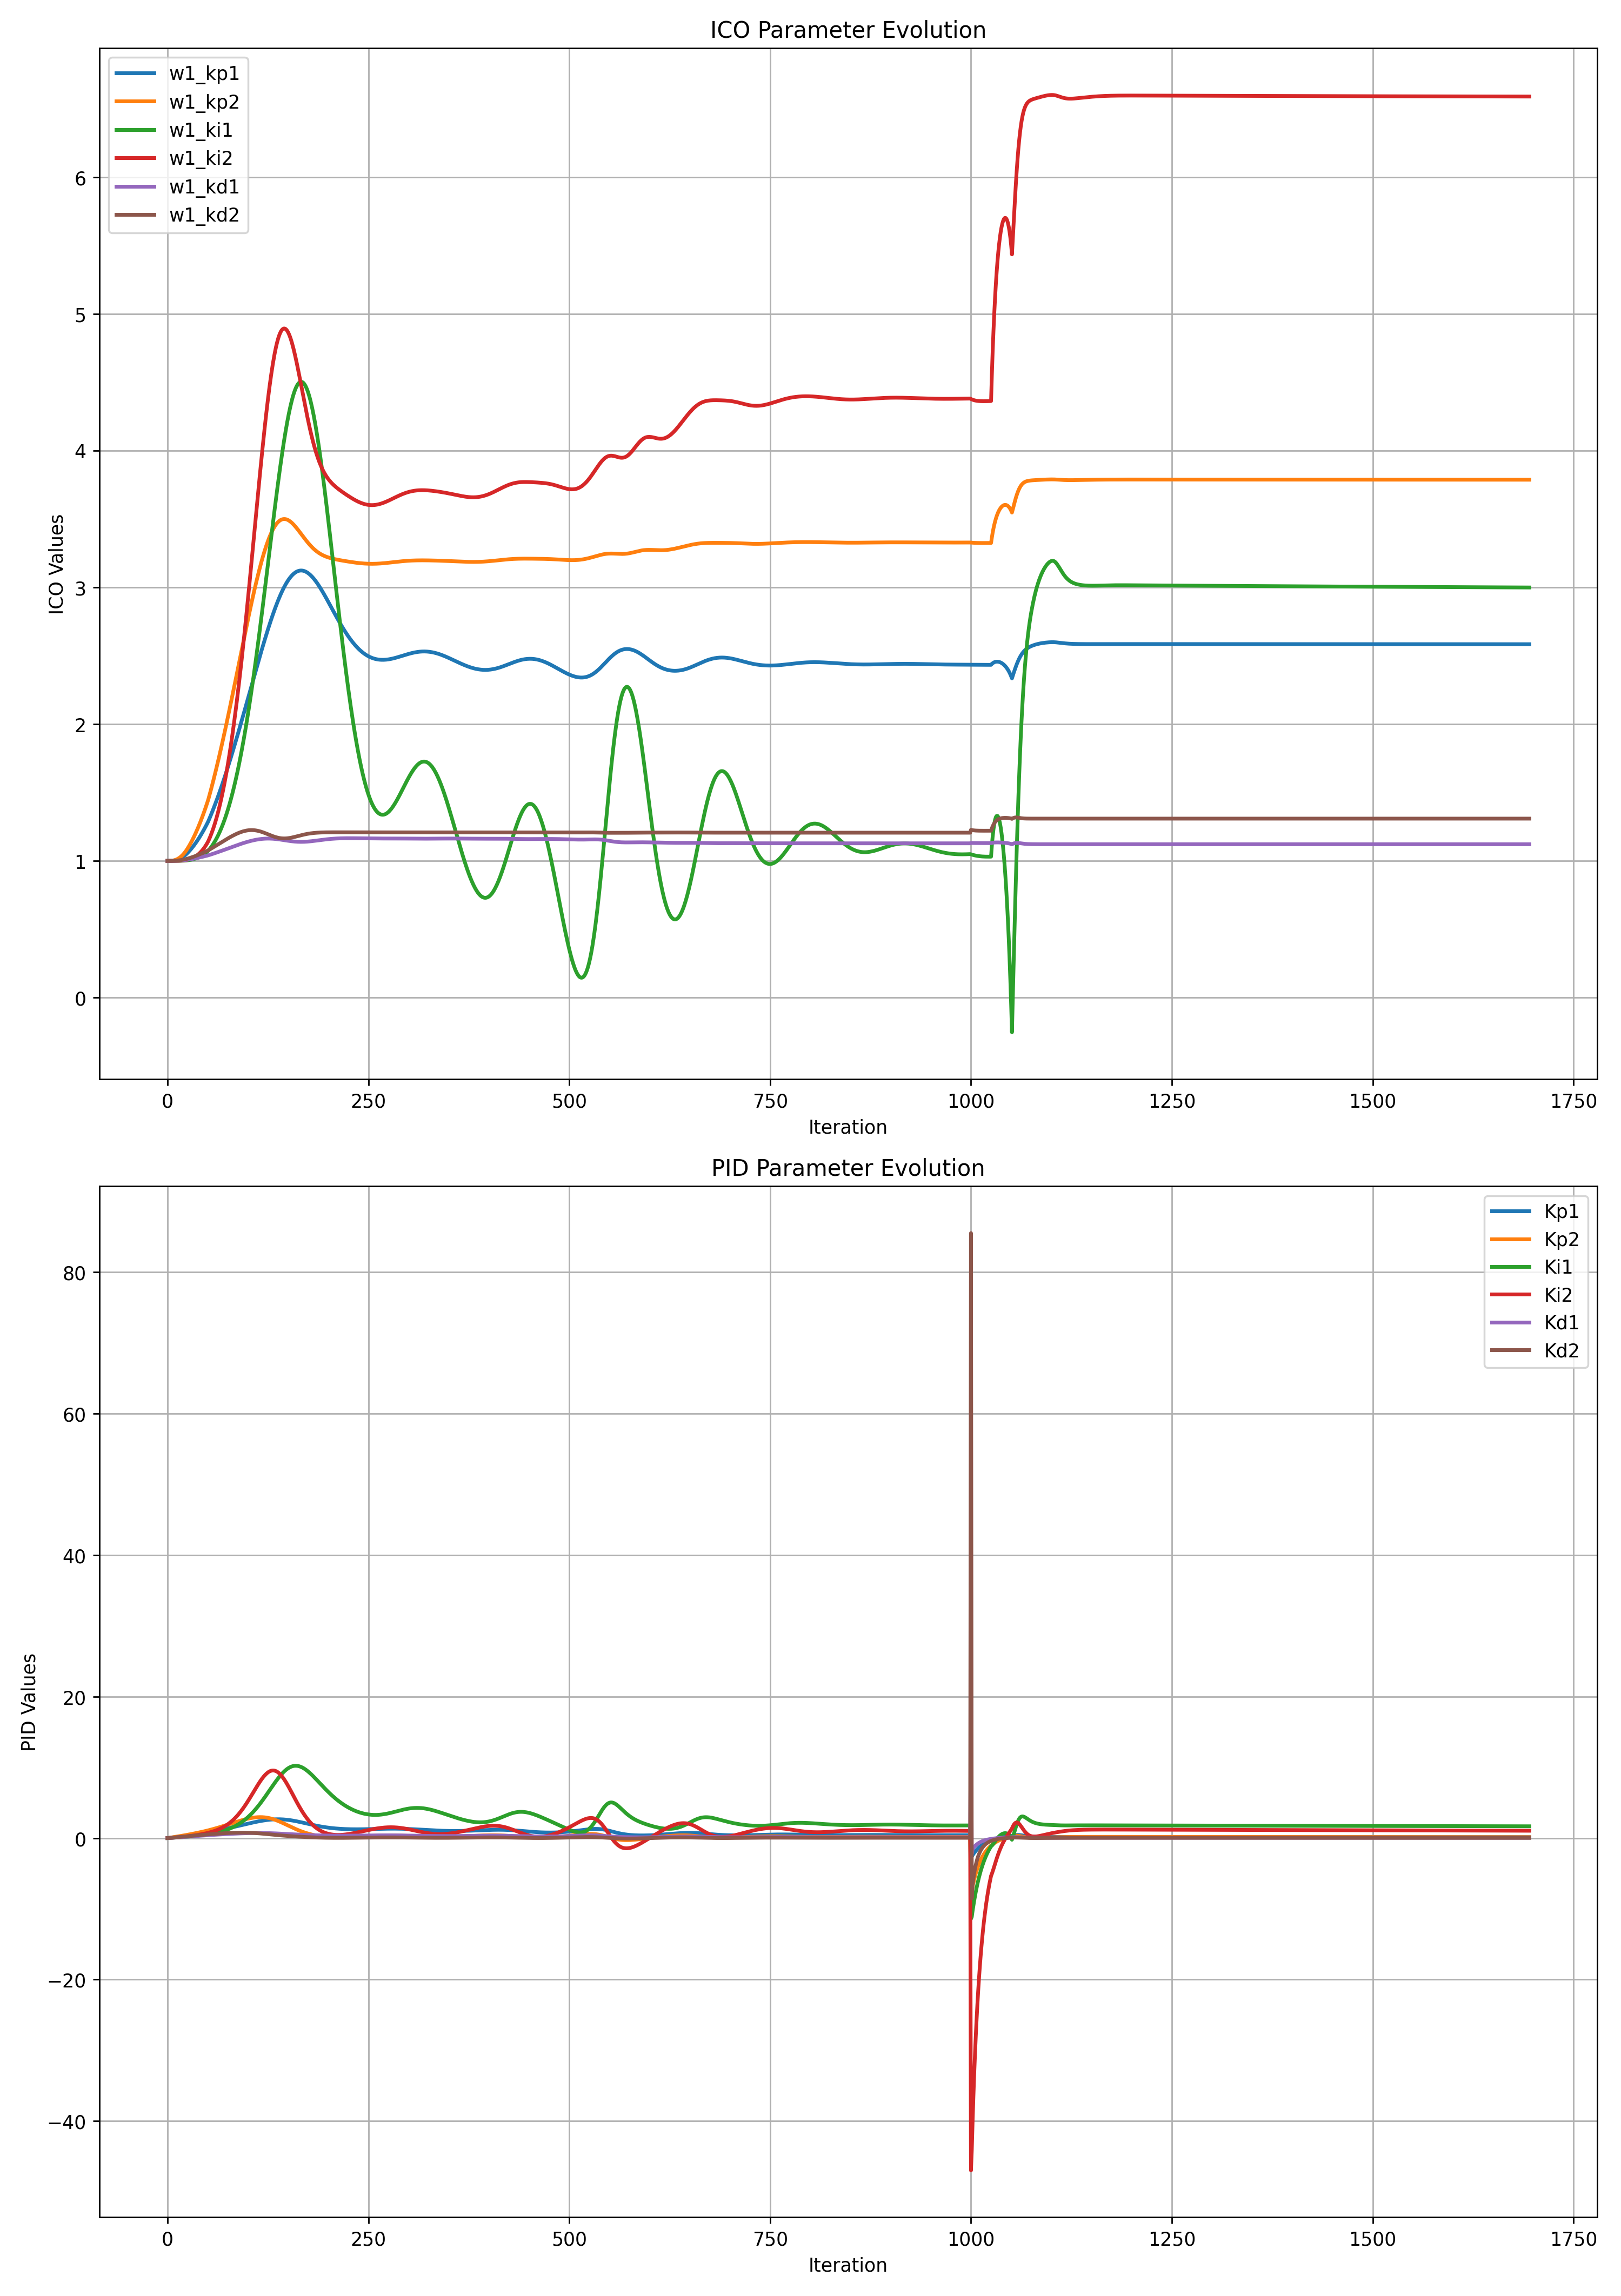 ICO Parameter Evolution
w1_kp1
w1_kp2
w1_ki1
w1_ki2
w1_kd1
w1_kd2
ICO Values
6
5
4
3
2
1
0
0 250 500 750 1000 1250 1500 1750
Iteration
PID Parameter Evolution
Kp1
Kp2
Ki1
Ki2
Kd1
Kd2
PID Values
80
60
40
20
0
−20
−40
0 250 500 750 1000 1250 1500 1750
Iteration